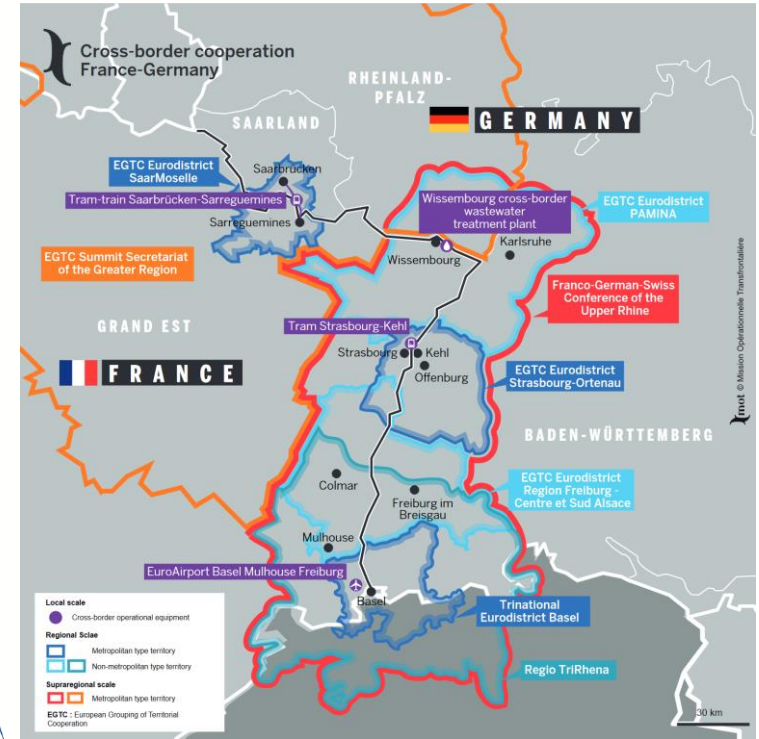 Cross-border cooperation
France-Germany
RHEINLAND-
PFALZ
GERMANY
SAARLAND
EGTC Eurodistrict
SaarMoselle
Saarbrücken
Tram-train Saarbrücken-Sarreguemines
Sarreguemines
Wissembourg cross-border
wastewater
treatment plant
EGTC Eurodistrict
PAMINA
Wissembourg
Karlsruhe
EGTC Summit Secretariat
of the Greater Region
Franco-German-Swiss
Conference of the
Upper Rhine
GRAND EST
FRANCE
Tram Strasbourg-Kehl
Strasbourg
Kehl
Offenburg
EGTC Eurodistrict
Strasbourg-Ortenau
BADEN-WÜRTTEMBERG
mot © Mission Opérationnelle Transfrontalière
Colmar
Freiburg im
Breisgau
EGTC Eurodistrict
Region Freiburg -
Centre et Sud Alsace
Mulhouse
EuroAirport Basel Mulhouse Freiburg
Basel
Trinational
Eurodistrict Basel
Regio TriRhena
Local scale
Cross-border operational equipment
Regional Sclae
Metropolitan type territory
Non-metropolitan type territory
Supraregional scale
Metropolitan type territory
EGTC : European Grouping of Territorial
Cooperation
30 km